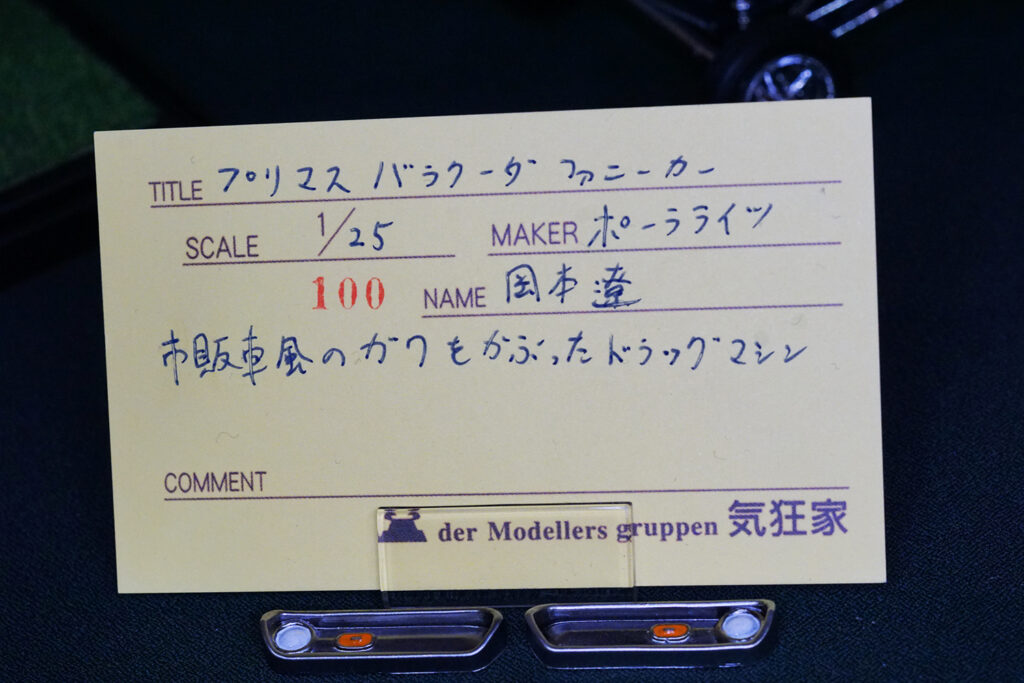 TITLE プリマス バラクーダ ファニーカー
SCALE 1/25 MAKER ポーラライツ
100 NAME 岡本 遼
市販車風のガワをかぶったドラッグマシン
COMMENT
der Modellers gruppen 気狂家